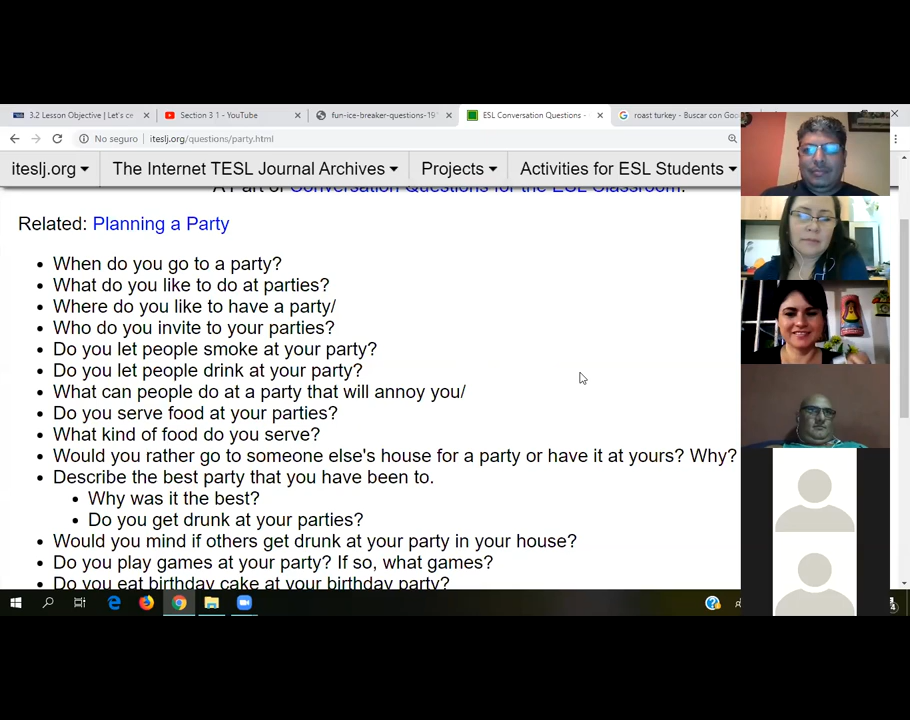 3.2 Lesson Objective | Let's ce
Section 3 1 - YouTube
fun-ice-breaker-questions-19
ESL Conversation Questions -
roast turkey - Buscar con Goo
No seguro
iteslj.org/questions/party.html
iteslj.org
The Internet TESL Journal Archives
Projects
Activities for ESL Students
A Part of Conversation Questions for the ESL Classroom.
Related: Planning a Party
• When do you go to a party?
• What do you like to do at parties?
• Where do you like to have a party/
• Who do you invite to your parties?
• Do you let people smoke at your party?
• Do you let people drink at your party?
• What can people do at a party that will annoy you/
• Do you serve food at your parties?
• What kind of food do you serve?
• Would you rather go to someone else's house for a party or have it at yours? Why?
• Describe the best party that you have been to.
• Why was it the best?
• Do you get drunk at your parties?
• Would you mind if others get drunk at your party in your house?
• Do you play games at your party? If so, what games?
• Do you eat birthday cake at your birthday party?